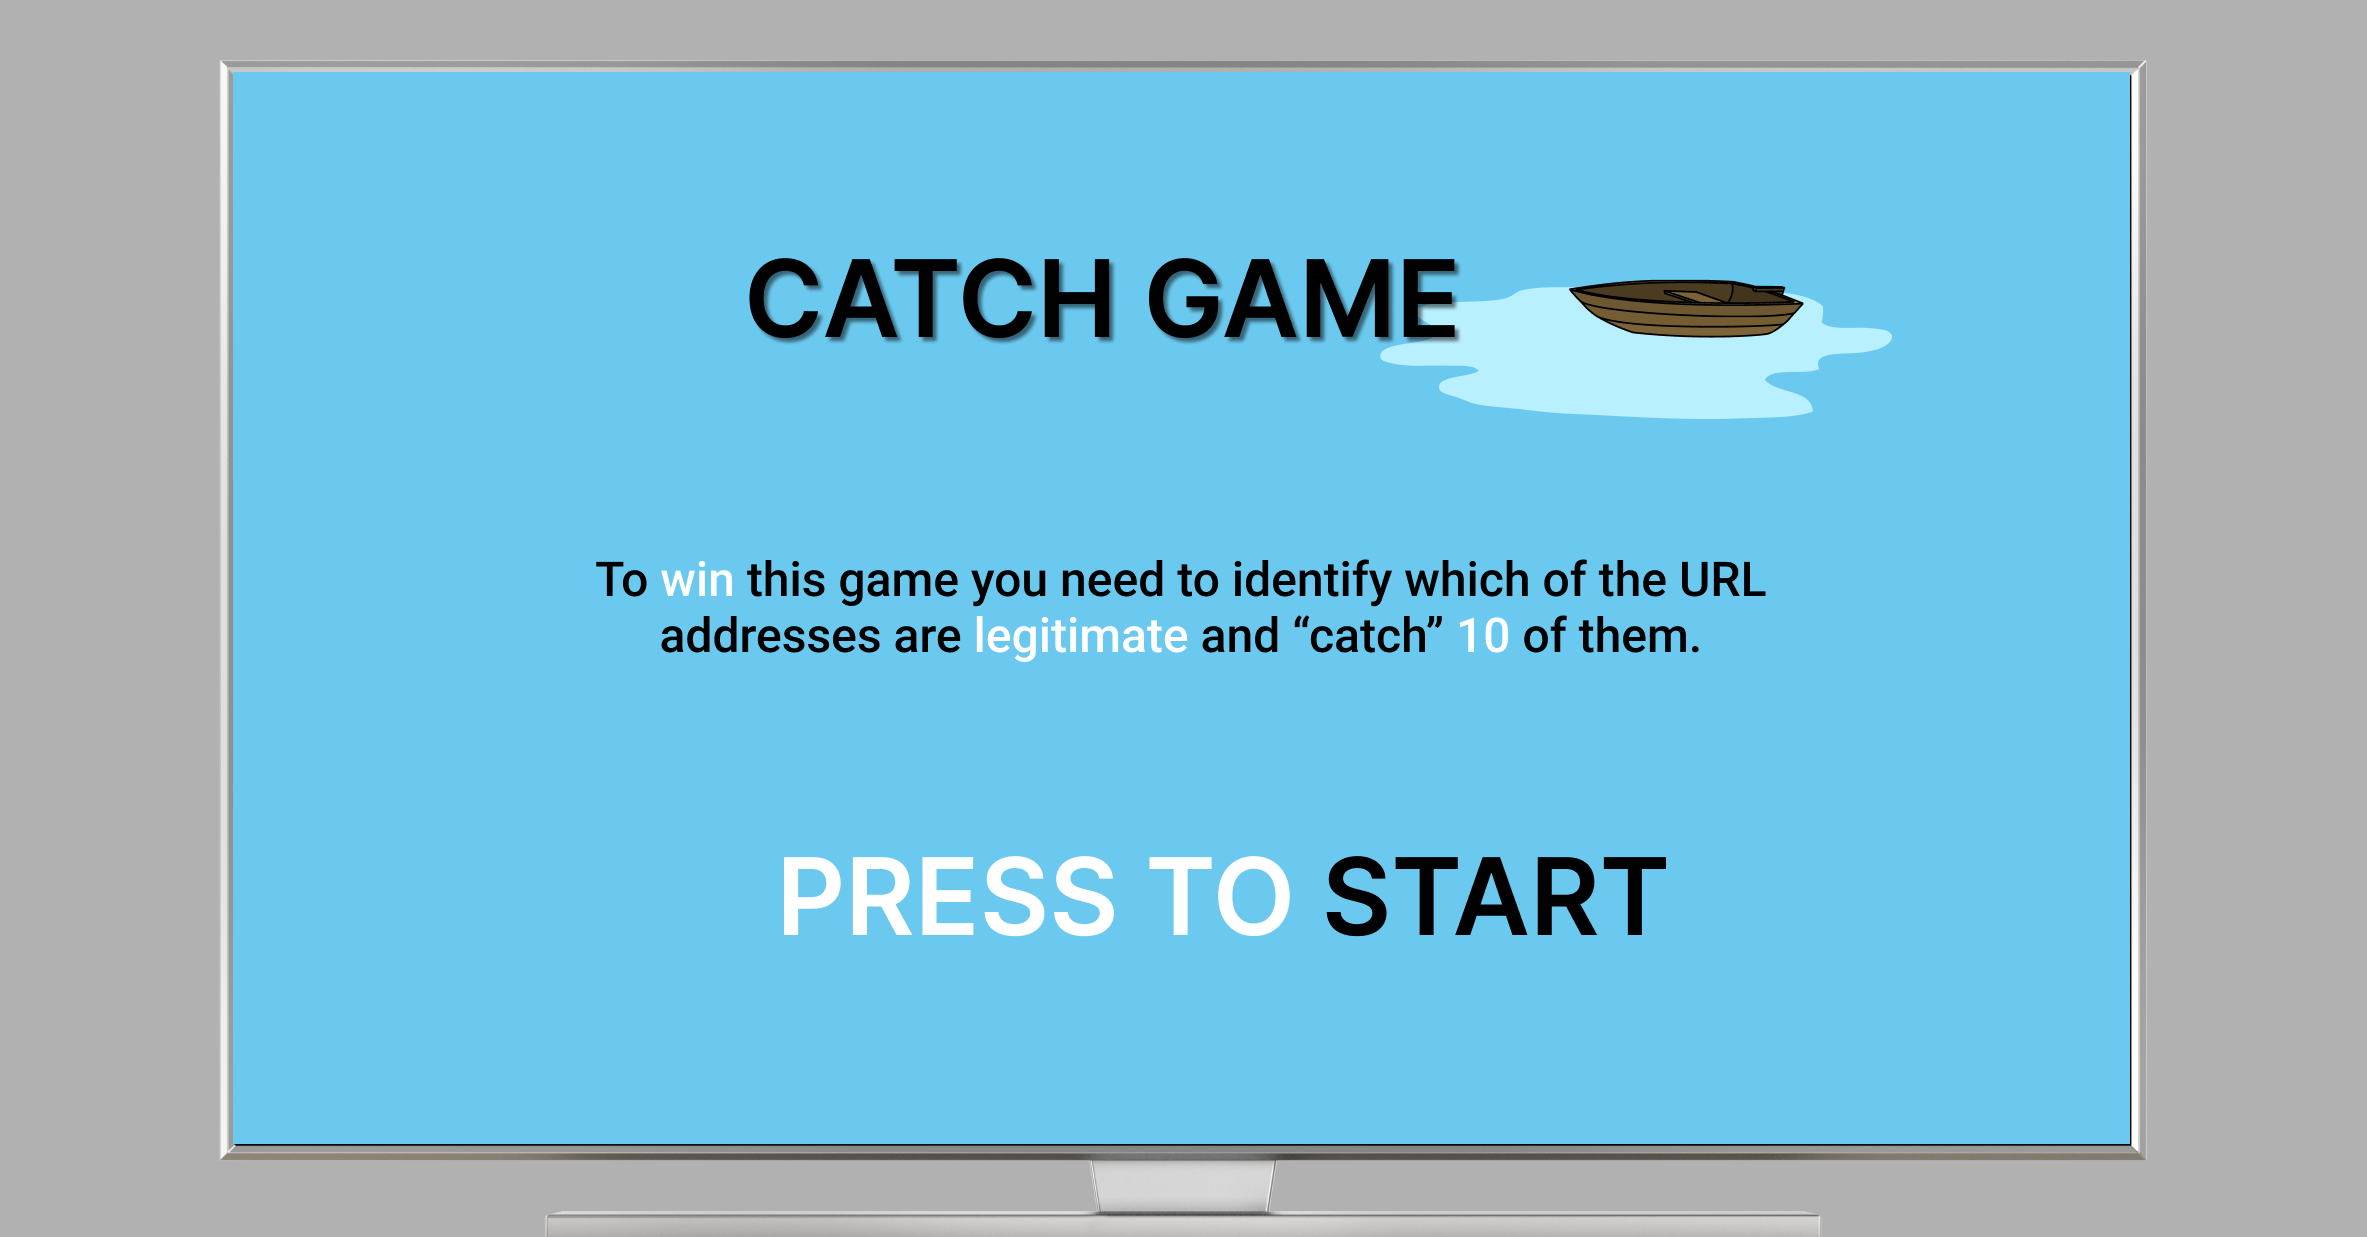 CATCH GAME
To win this game you need to identify which of the URL
addresses are legitimate and “catch” 10 of them.
PRESS TO START